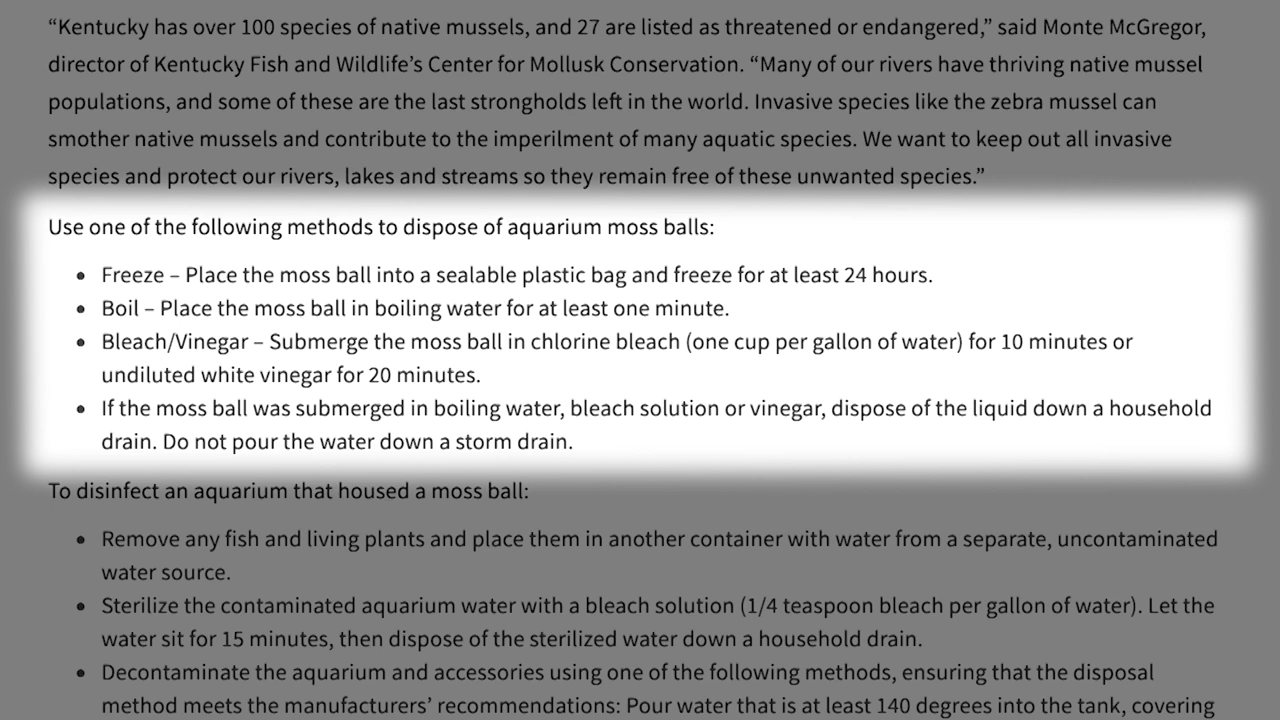 “Kentucky has over 100 species of native mussels, and 27 are listed as threatened or endangered,” said Monte McGregor,
director of Kentucky Fish and Wildlife’s Center for Mollusk Conservation. “Many of our rivers have thriving native mussel
populations, and some of these are the last strongholds left in the world. Invasive species like the zebra mussel can
smother native mussels and contribute to the imperilment of many aquatic species. We want to keep out all invasive
species and protect our rivers, lakes and streams so they remain free of these unwanted species.”
Use one of the following methods to dispose of aquarium moss balls:
• Freeze – Place the moss ball into a sealable plastic bag and freeze for at least 24 hours.
• Boil – Place the moss ball in boiling water for at least one minute.
• Bleach/Vinegar – Submerge the moss ball in chlorine bleach (one cup per gallon of water) for 10 minutes or
undiluted white vinegar for 20 minutes.
• If the moss ball was submerged in boiling water, bleach solution or vinegar, dispose of the liquid down a household
drain. Do not pour the water down a storm drain.
To disinfect an aquarium that housed a moss ball:
• Remove any fish and living plants and place them in another container with water from a separate, uncontaminated
water source.
• Sterilize the contaminated aquarium water with a bleach solution (1/4 teaspoon bleach per gallon of water). Let the
water sit for 15 minutes, then dispose of the sterilized water down a household drain.
• Decontaminate the aquarium and accessories using one of the following methods, ensuring that the disposal
method meets the manufacturers’ recommendations: Pour water that is at least 140 degrees into the tank, covering